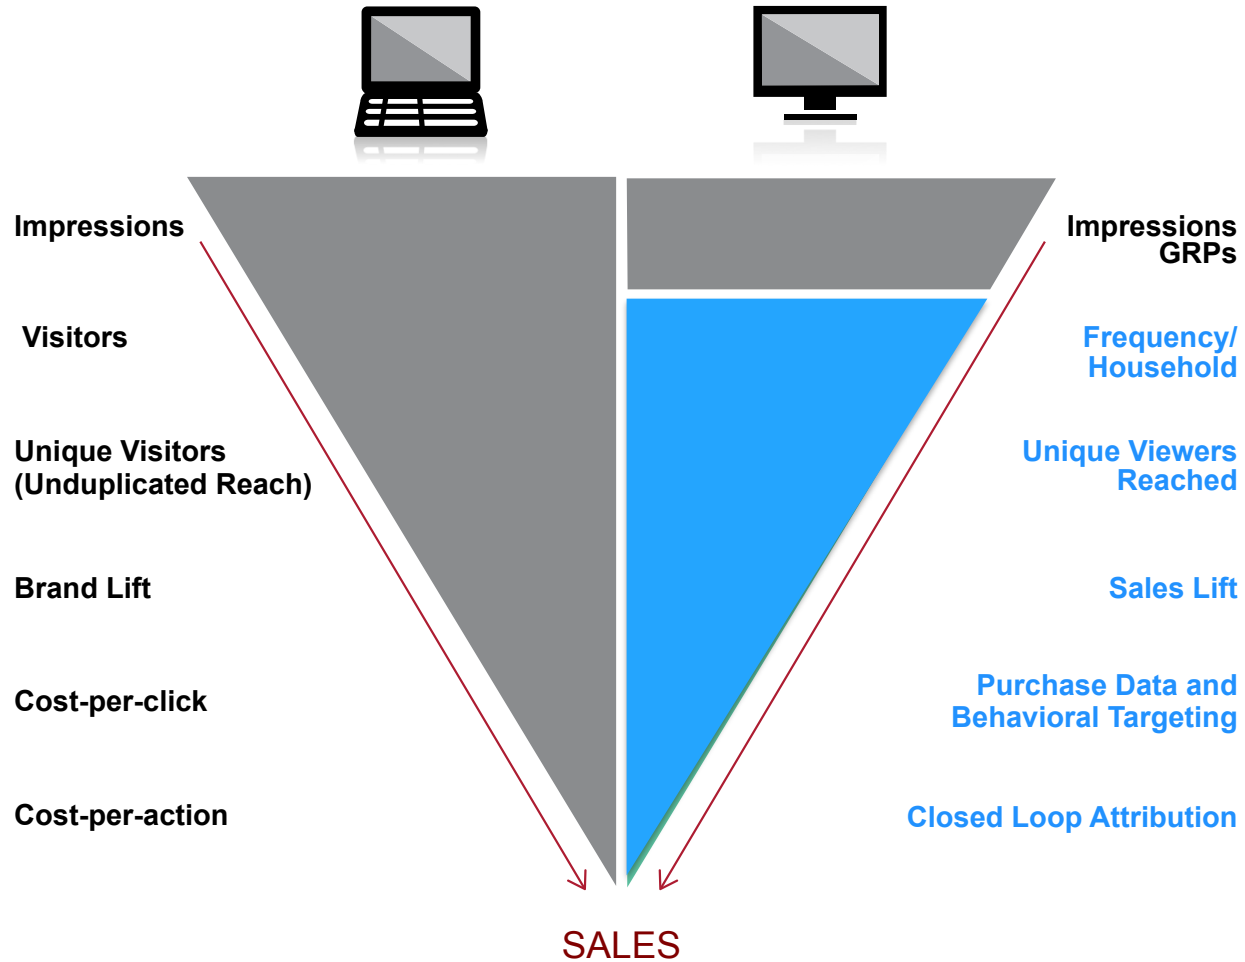 Impressions
Visitors
Unique Visitors
(Unduplicated Reach)
Brand Lift
Cost-per-click
Cost-per-action
Impressions
GRPs
Frequency/
Household
Unique Viewers
Reached
Sales Lift
Purchase Data and
Behavioral Targeting
Closed Loop Attribution
SALES